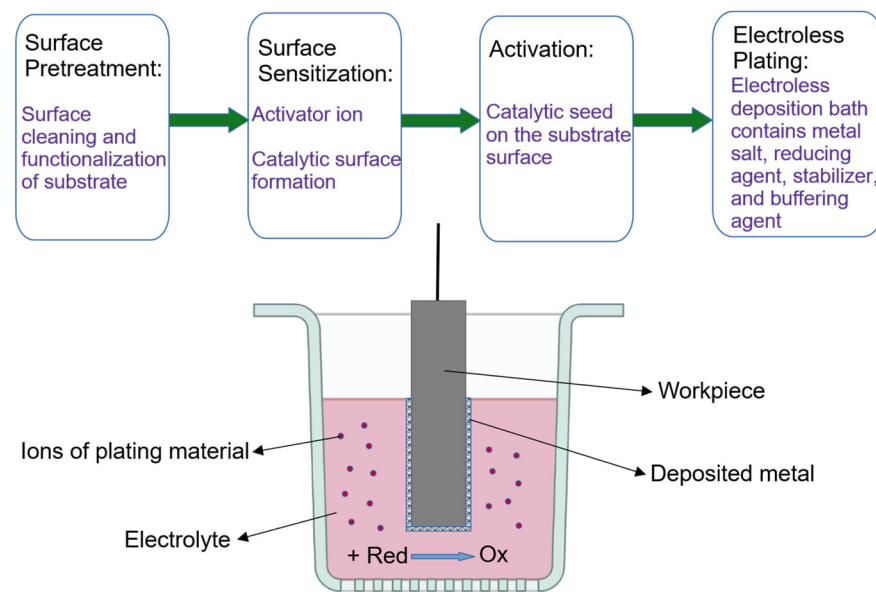 Surface
Pretreatment:
Surface
cleaning and
functionalization
of substrate
Surface
Sensitization:
Activator ion
Catalytic surface
formation
Activation:
Catalytic seed
on the substrate
surface
Electroless
Plating:
Electroless
deposition bath
contains metal
salt, reducing
agent, stabilizer,
and buffering
agent
Workpiece
Ions of plating material
Deposited metal
Electrolyte
+ Red
Ox